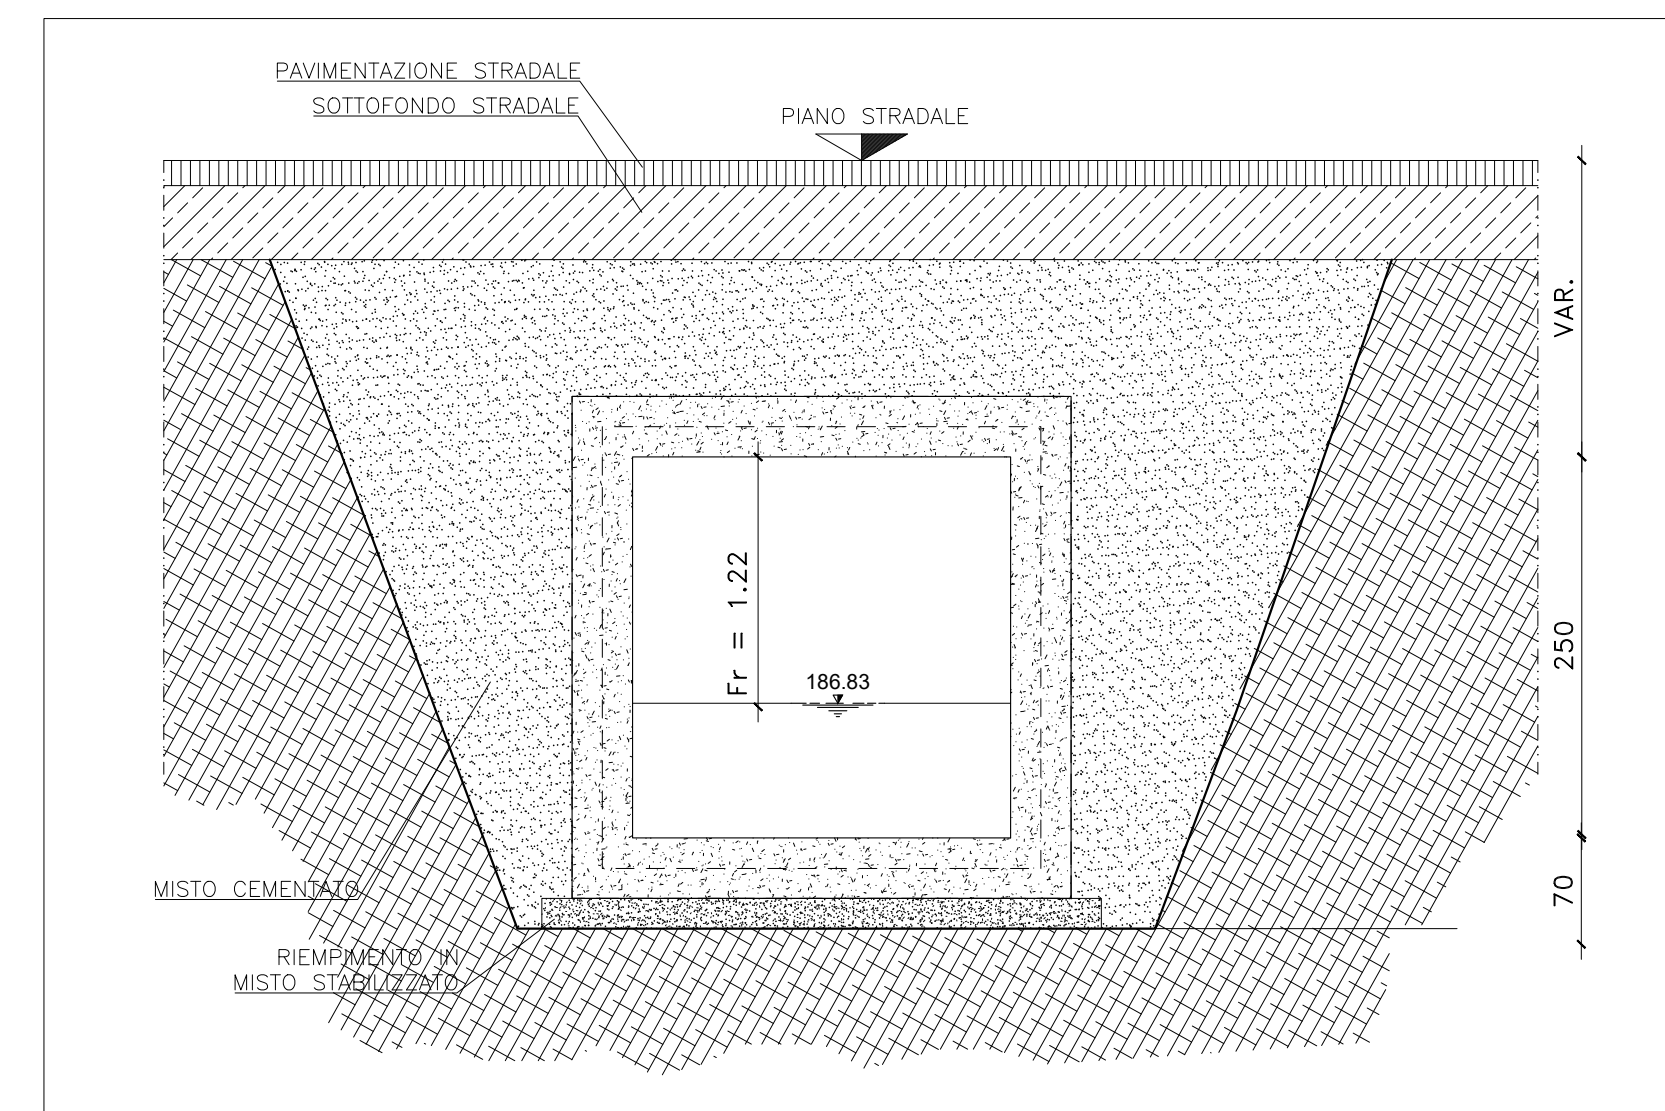 PAVIMENTAZIONE STRADALE
SOTTOFONDO STRADALE
PIANO STRADALE
VAR.
Fr = 1.22
250
186.83
MISTO CEMENTATO
70
RIEMPIMENTO IN
MISTO STABILIZZATO